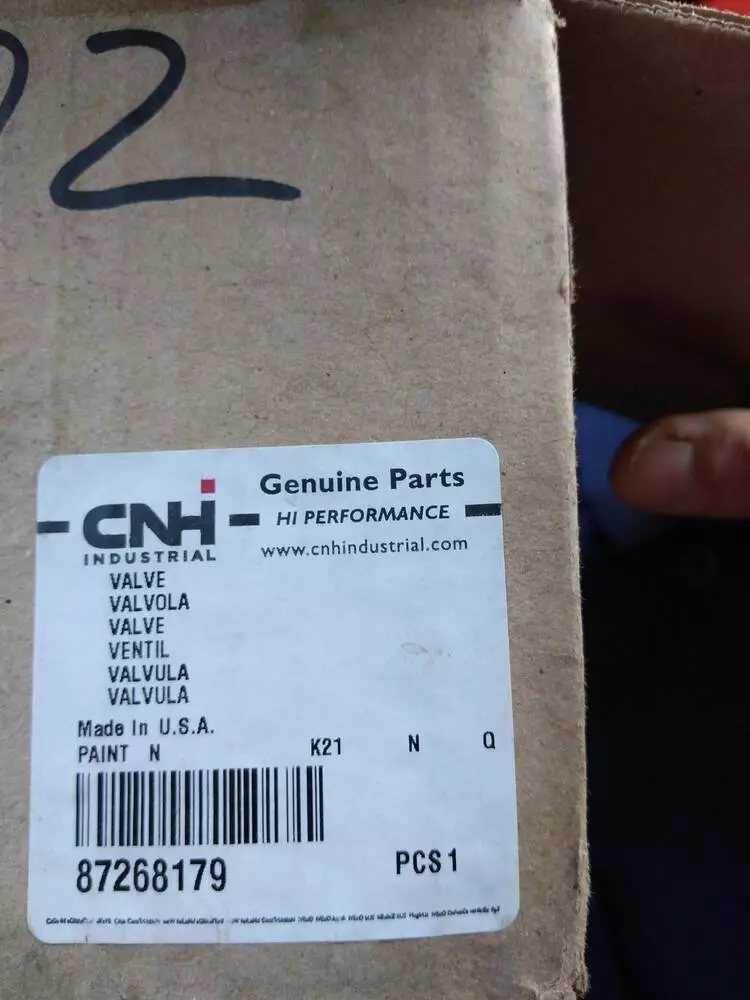 2
CNH
INDUSTRIAL
Genuine Parts
HI PERFORMANCE
www.cnhindustrial.com
VALVE
VALVOLA
VALVE
VENTIL
VALVULA
VALVULA
Made In U.S.A.
PAINT N K21 N Q
87268179 PCS 1